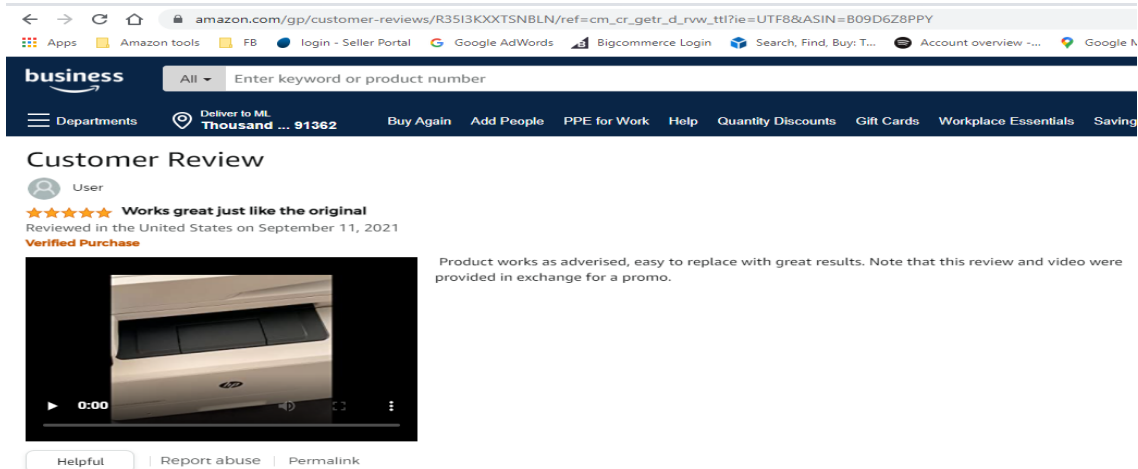 amazon.com/gp/customer-reviews/R35I3KXXTSNBLN/ref=cm_cr_getr_d_rvw_ttl?ie=UTF8&ASIN=B09D6Z8PPY
Apps Amazon tools FB login - Seller Portal Google AdWords Bigcommerce Login Search, Find, Buy: T... Account overview -... Google M
business All Enter keyword or product number
Departments Deliver to ML Thousand ... 91362 Buy Again Add People PPE for Work Help Quantity Discounts Gift Cards Workplace Essentials Saving
Customer Review
User
Works great just like the original
Reviewed in the United States on September 11, 2021
Verified Purchase
Product works as adverised, easy to replace with great results. Note that this review and video were
provided in exchange for a promo.
hp
0:00
Helpful Report abuse Permalink